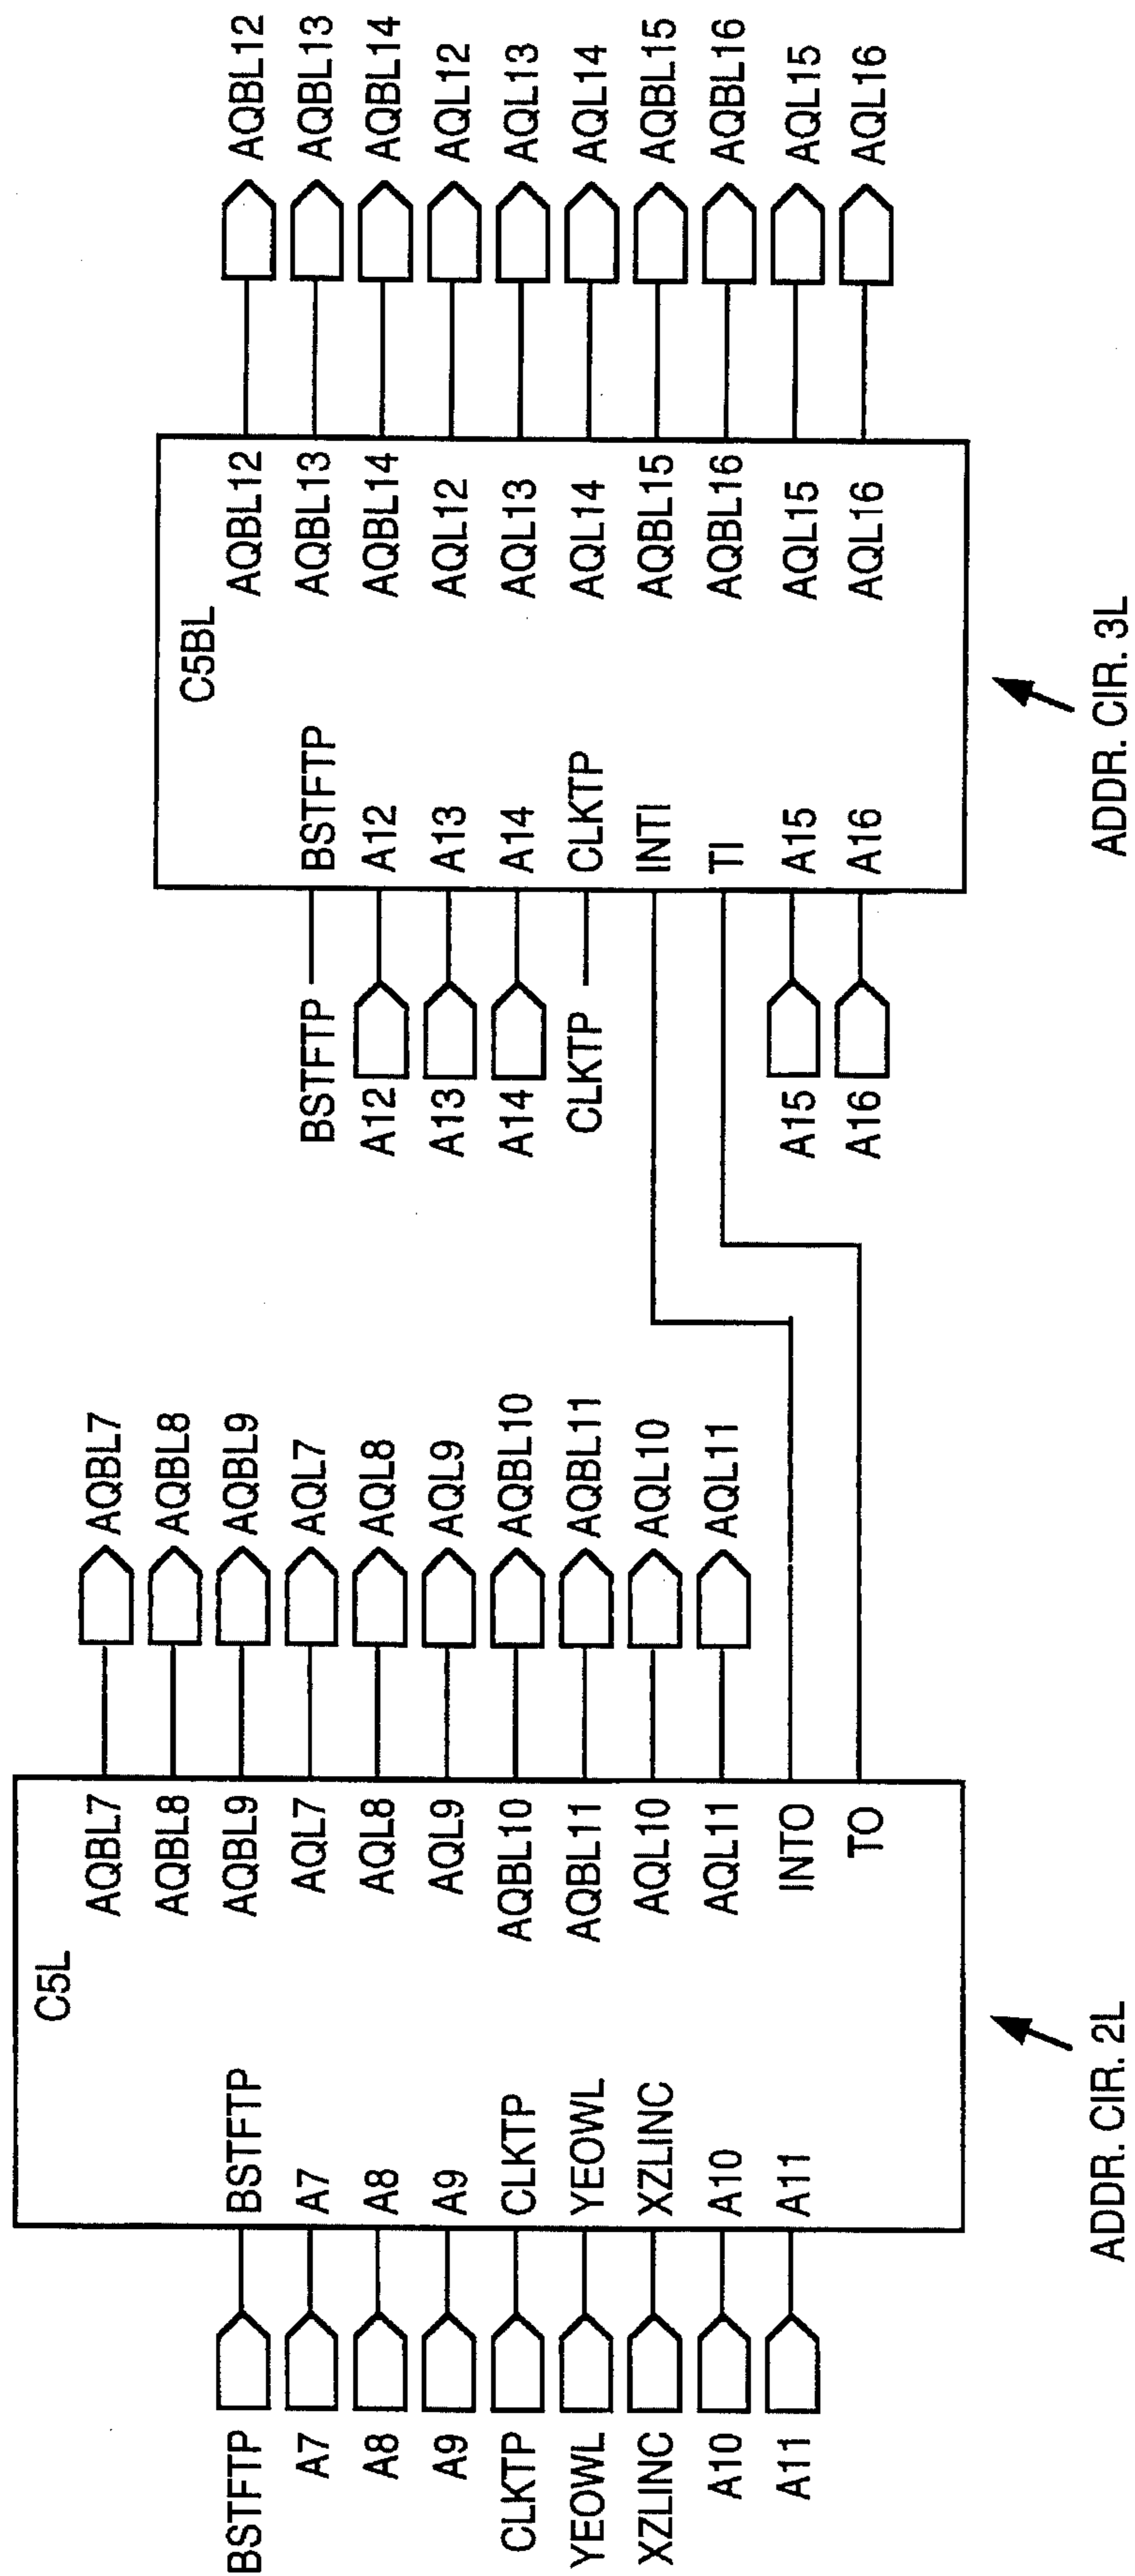 C5L
BSTFTP
A7
A8
A9
CLKTP
YEOWL
XZLINC
A10
A11
BSTFTP
A7
A8
A9
CLKTP
YEOWL
XZLINC
A10
A11
AQBL7
AQBL8
AQBL9
AQL7
AQL8
AQL9
AQBL10
AQBL11
AQL10
AQL11
INTO
TO
AQBL7
AQBL8
AQBL9
AQL7
AQL8
AQL9
AQBL10
AQBL11
AQL10
AQL11
ADDR. CIR. 2L
C5BL
BSTFTP
A12
A13
A14
CLKTP
A15
A16
BSTFTP
A12
A13
A14
CLKTP
INTI
TI
A15
A16
AQBL12
AQBL13
AQBL14
AQL12
AQL13
AQL14
AQBL15
AQBL16
AQL15
AQL16
AQBL12
AQBL13
AQBL14
AQL12
AQL13
AQL14
AQBL15
AQBL16
AQL15
AQL16
ADDR. CIR. 3L